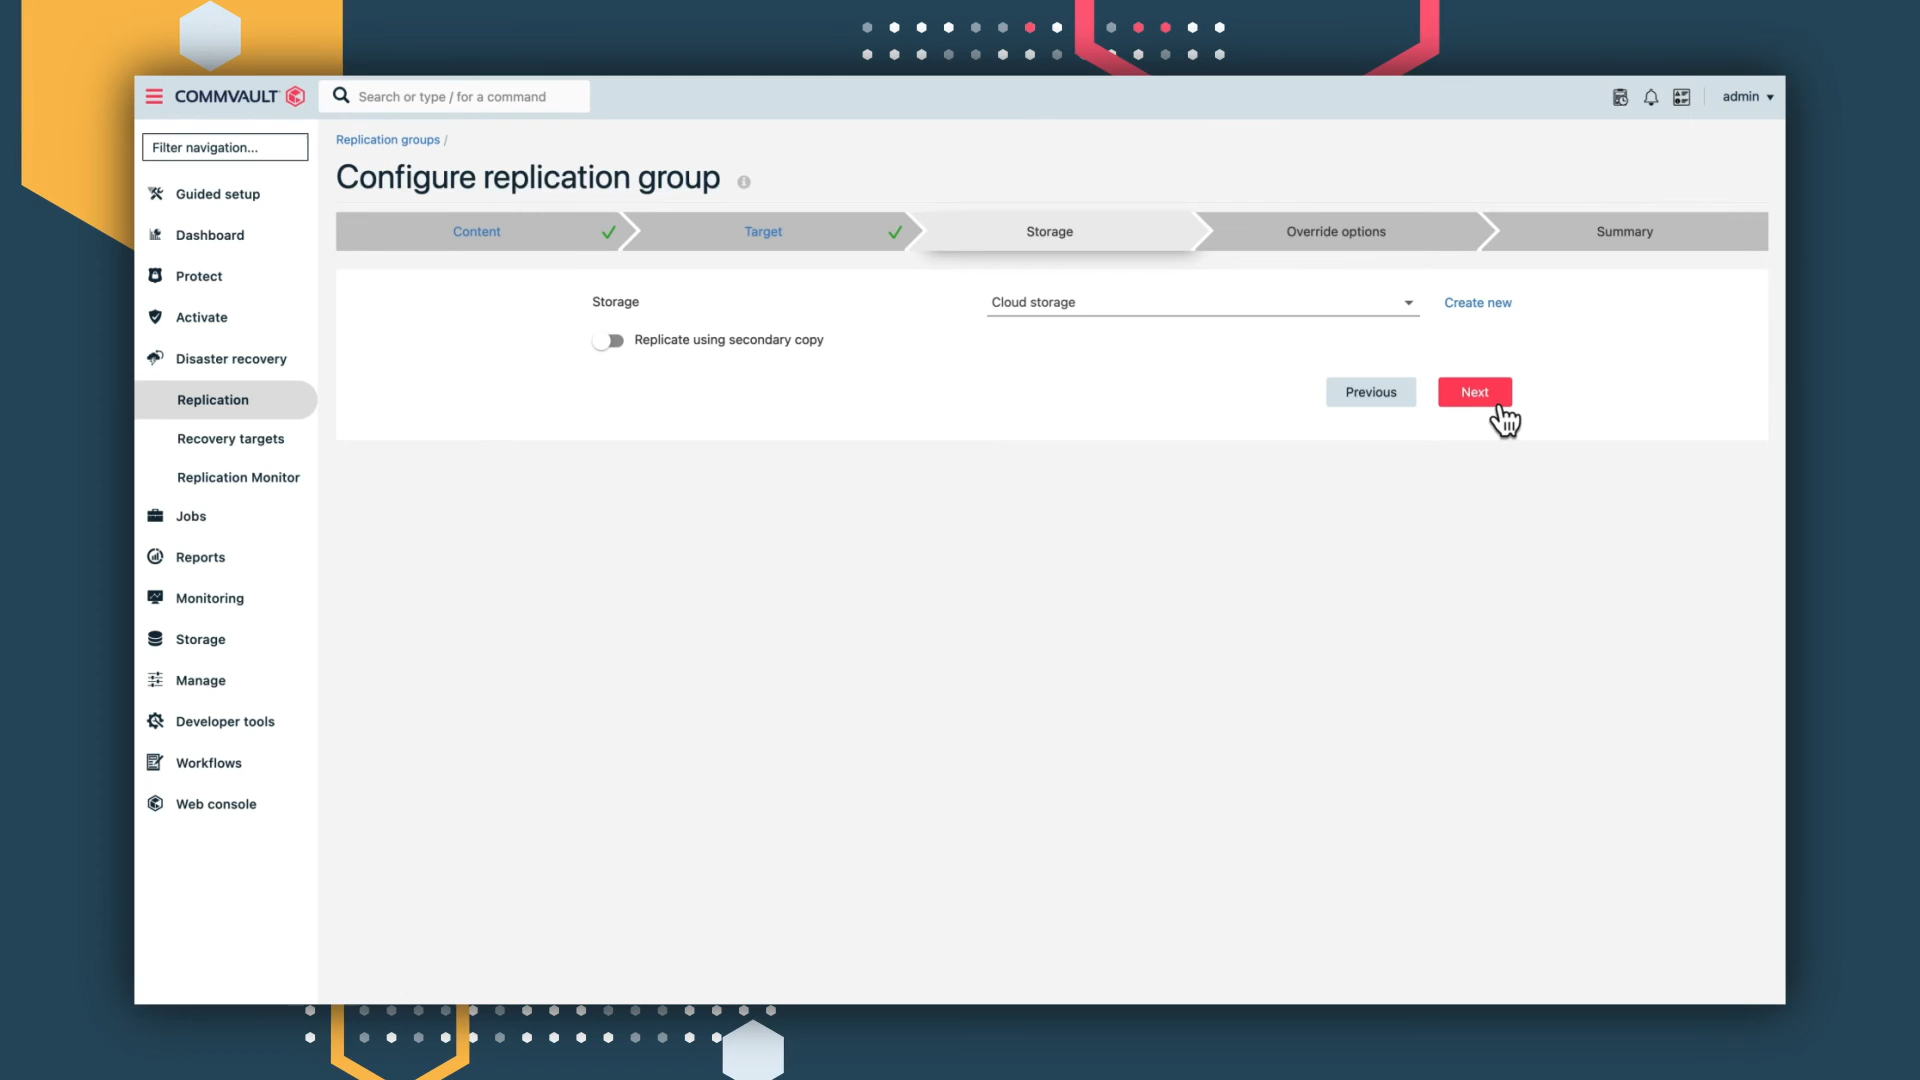 COMMVAULT
Search or type / for a command
admin
Filter navigation...
Guided setup
Dashboard
Protect
Activate
Disaster recovery
Replication
Recovery targets
Replication Monitor
Jobs
Reports
Monitoring
Storage
Manage
Developer tools
Workflows
Web console
Replication groups /
Configure replication group
Content
Target
Storage
Override options
Summary
Storage
Cloud storage
Create new
Replicate using secondary copy
Previous
Next